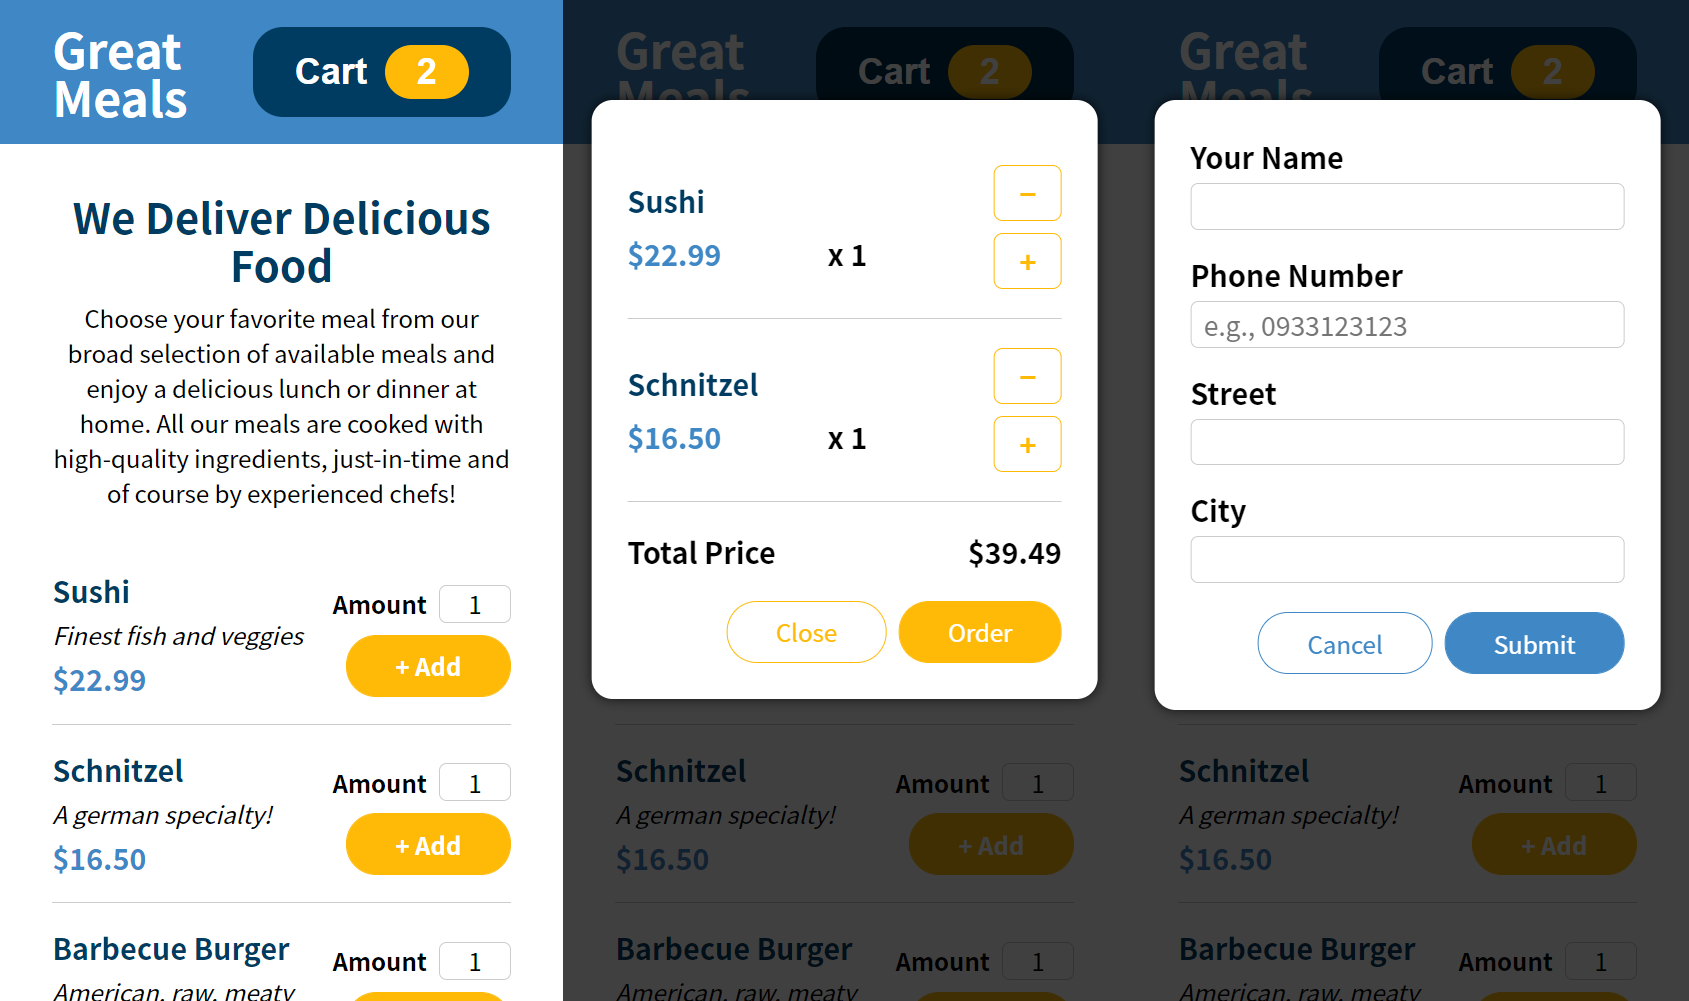 Great
Meals
Cart 2
We Deliver Delicious
Food
Choose your favorite meal from our
broad selection of available meals and
enjoy a delicious lunch or dinner at
home. All our meals are cooked with
high-quality ingredients, just-in-time and
of course by experienced chefs!
Sushi
Finest fish and veggies
$22.99
Amount 1
+ Add
Schnitzel
A german specialty!
$16.50
Amount 1
+ Add
Barbecue Burger
American, raw, meaty
Amount 1
Great
Meals
Cart 2
Sushi
$22.99
x 1
−
+
Schnitzel
$16.50
x 1
−
+
Total Price $39.49
Close
Order
Schnitzel
A german specialty!
$16.50
Amount 1
+ Add
Barbecue Burger
American, raw, meaty
Amount 1
Great
Meals
Cart 2
Your Name
Phone Number
e.g., 0933123123
Street
City
Cancel
Submit
Schnitzel
A german specialty!
$16.50
Amount 1
+ Add
Barbecue Burger
American, raw, meaty
Amount 1